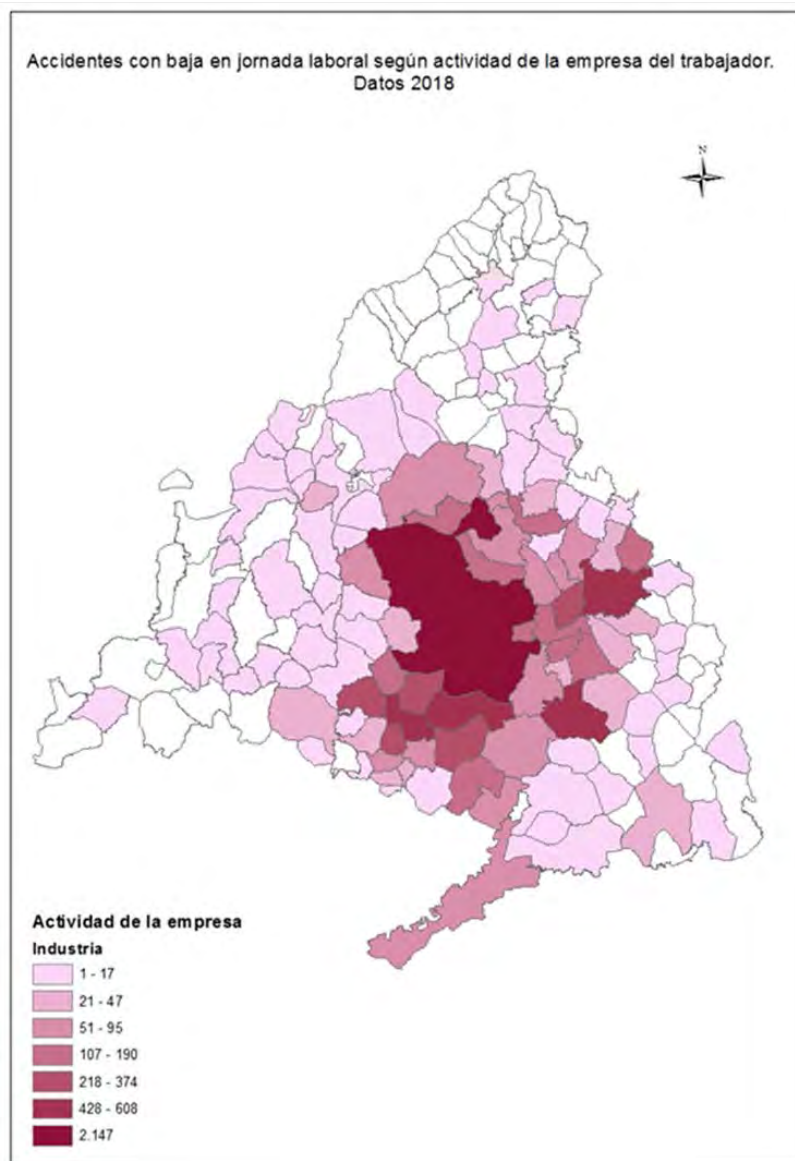 Accidentes con baja en jornada laboral según actividad de la empresa del trabajador.
Datos 2018
N
Actividad de la empresa
Industria
1 - 17
21 - 47
51 - 95
107 - 190
218 - 374
428 - 608
2.147